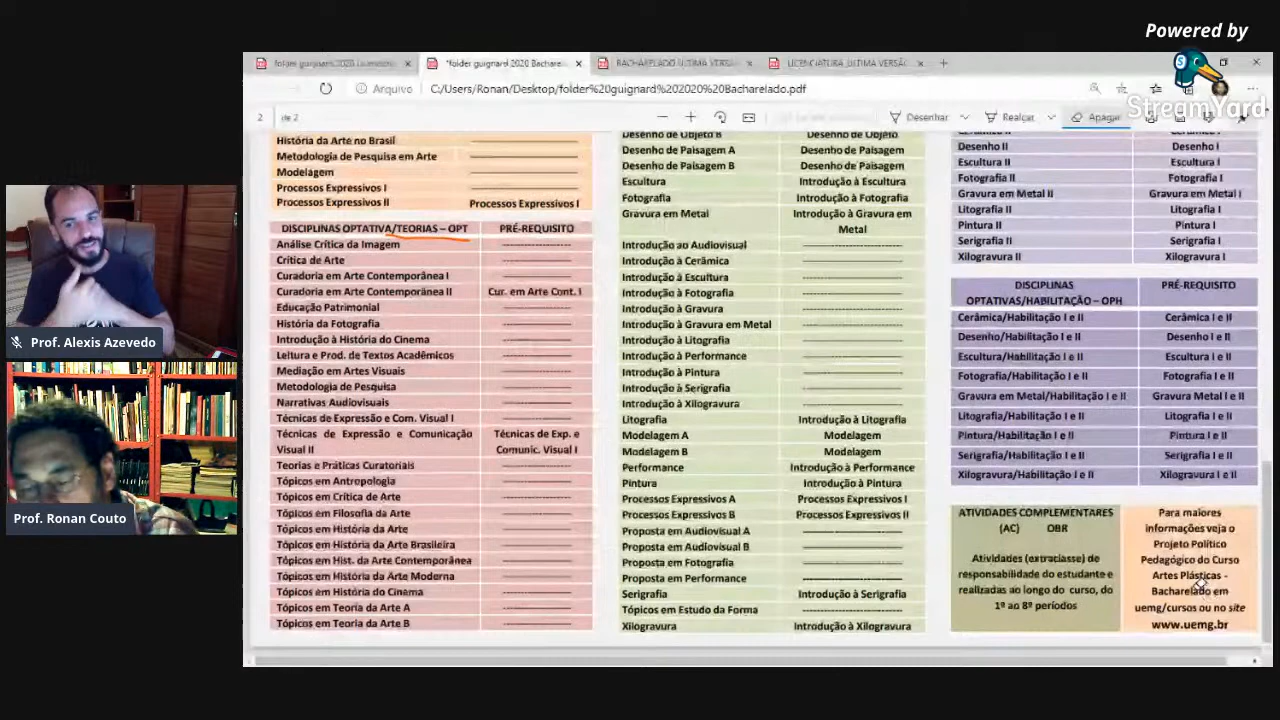 Powered by
StreamYard
folder guignard 2020 Licenciatu
*folder guignard 2020 Bachare
BACHARELADO ÚLTIMA VERSÃ
LICENCIATURA ÚLTIMA VERSÃO
Arquivo
C:/Users/Ronan/Desktop/folder%20guignard%202020%20Bacharelado.pdf
2 de 2
Desenhar
Realçar
Apagar
Prof. Alexis Azevedo
Prof. Ronan Couto
História da Arte no Brasil ------------------
Metodologia de Pesquisa em Arte ------------------
Modelagem ------------------
Processos Expressivos I ------------------
Processos Expressivos II Processos Expressivos I
DISCIPLINAS OPTATIVA/TEORIAS – OPT PRÉ-REQUISITO
Análise Crítica da Imagem ------------------
Crítica de Arte ------------------
Curadoria em Arte Contemporânea I ------------------
Curadoria em Arte Contemporânea II Cur. em Arte Cont. I
Educação Patrimonial ------------------
História da Fotografia ------------------
Introdução à História do Cinema ------------------
Leitura e Prod. de Textos Acadêmicos ------------------
Mediação em Artes Visuais ------------------
Metodologia de Pesquisa ------------------
Narrativas Audiovisuais ------------------
Técnicas de Expressão e Com. Visual I ------------------
Técnicas de Expressão e Comunicação Técnicas de Exp. e
Visual II Comunic. Visual I
Teorias e Práticas Curatoriais ------------------
Tópicos em Antropologia ------------------
Tópicos em Crítica de Arte ------------------
Tópicos em Filosofia da Arte ------------------
Tópicos em História da Arte ------------------
Tópicos em História da Arte Brasileira ------------------
Tópicos em Hist. da Arte Contemporânea ------------------
Tópicos em História da Arte Moderna ------------------
Tópicos em História do Cinema ------------------
Tópicos em Teoria da Arte A ------------------
Tópicos em Teoria da Arte B ------------------
Desenho de Objeto B Desenho de Objeto
Desenho de Paisagem A Desenho de Paisagem
Desenho de Paisagem B Desenho de Paisagem
Escultura Introdução à Escultura
Fotografia Introdução à Fotografia
Gravura em Metal Introdução à Gravura em
Metal
Introdução ao Audiovisual ------------------
Introdução à Cerâmica ------------------
Introdução à Escultura ------------------
Introdução à Fotografia ------------------
Introdução à Gravura ------------------
Introdução à Gravura em Metal ------------------
Introdução à Litografia ------------------
Introdução à Performance ------------------
Introdução à Pintura ------------------
Introdução à Serigrafia ------------------
Introdução à Xilogravura ------------------
Litografia Introdução à Litografia
Modelagem A Modelagem
Modelagem B Modelagem
Performance Introdução à Performance
Pintura Introdução à Pintura
Processos Expressivos A Processos Expressivos I
Processos Expressivos B Processos Expressivos II
Proposta em Audiovisual A ------------------
Proposta em Audiovisual B ------------------
Proposta em Fotografia ------------------
Proposta em Performance ------------------
Serigrafia Introdução à Serigrafia
Tópicos em Estudo da Forma ------------------
Xilogravura Introdução à Xilogravura
Cerâmica II Cerâmica I
Desenho II Desenho I
Escultura II Escultura I
Fotografia II Fotografia I
Gravura em Metal II Gravura em Metal I
Litografia II Litografia I
Pintura II Pintura I
Serigrafia II Serigrafia I
Xilogravura II Xilogravura I
DISCIPLINAS PRÉ-REQUISITO
OPTATIVAS/HABILITAÇÃO – OPH
Cerâmica/Habilitação I e II Cerâmica I e II
Desenho/Habilitação I e II Desenho I e II
Escultura/Habilitação I e II Escultura I e II
Fotografia/Habilitação I e II Fotografia I e II
Gravura em Metal/Habilitação I e II Gravura Metal I e II
Litografia/Habilitação I e II Litografia I e II
Pintura/Habilitação I e II Pintura I e II
Serigrafia/Habilitação I e II Serigrafia I e II
Xilogravura/Habilitação I e II Xilogravura I e II
ATIVIDADES COMPLEMENTARES
(AC) OBR
Atividades (extraclasse) de
responsabilidade do estudante e
realizadas ao longo do curso, do
1º ao 8º períodos
Para maiores
informações veja o
Projeto Político
Pedagógico do Curso
Artes Plásticas -
Bacharelado em
uemg/cursos ou no site
www.uemg.br